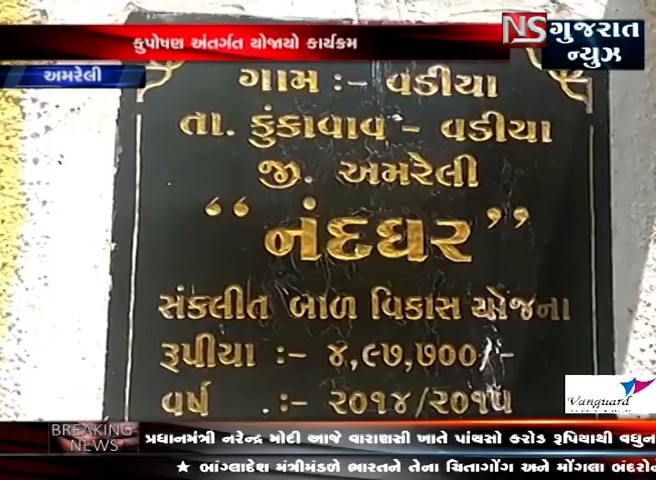 કુપોષણ અંતર્ગત યોજાયો કાર્યક્રમ
NS ગુજરાત
ન્યુઝ
અમરેલી
ગામ :- વડીયા
તા. કુંકાવાવ - વડીયા
જી. અમરેલી
“નંદઘર”
સંકલીત બાળ વિકાસ યોજના
રૂપીયા :- ૪,૯૭,૭૦૦/-
વર્ષ :- ૨૦૧૪/૨૦૧૫
Vanguard
BREAKING
NEWS
પ્રધાનમંત્રી નરેન્દ્ર મોદી આજે વારાણસી ખાતે પાંચસો કરોડ રૂપિયાથી વધુના
★ બાંગ્લાદેશ મંત્રીમંડળે ભારતને તેના ચિતાગોંગ અને મોંગલા બંદરોનો